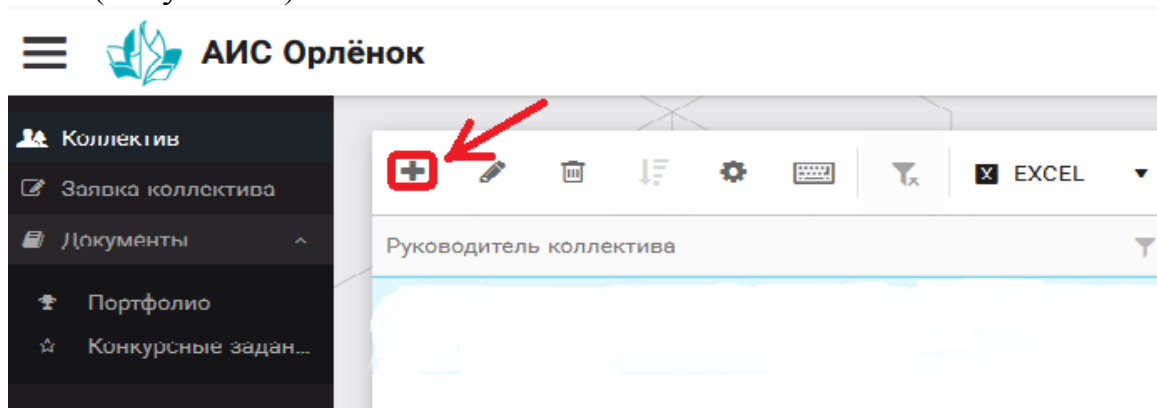 АИС Орлёнок
Коллектив
Заявка коллектива
Документы
Портфолио
Конкурсные задан...
EXCEL
Руководитель коллектива